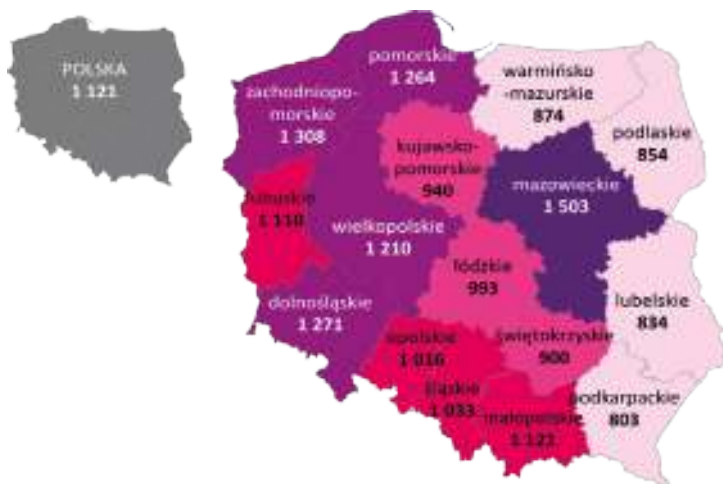 POLSKA
1 121
pomorskie
1 264
warmińsko
-mazurskie
874
zachodniopo-
morskie
1 308
podlaskie
854
kujawsko-
pomorskie
940
mazowieckie
1 503
lubuskie
1 110
wielkopolskie
1 210
łódzkie
993
dolnośląskie
1 271
lubelskie
834
opolskie
1 016
świętokrzyskie
900
śląskie
1 033
małopolskie
1 121
podkarpackie
803